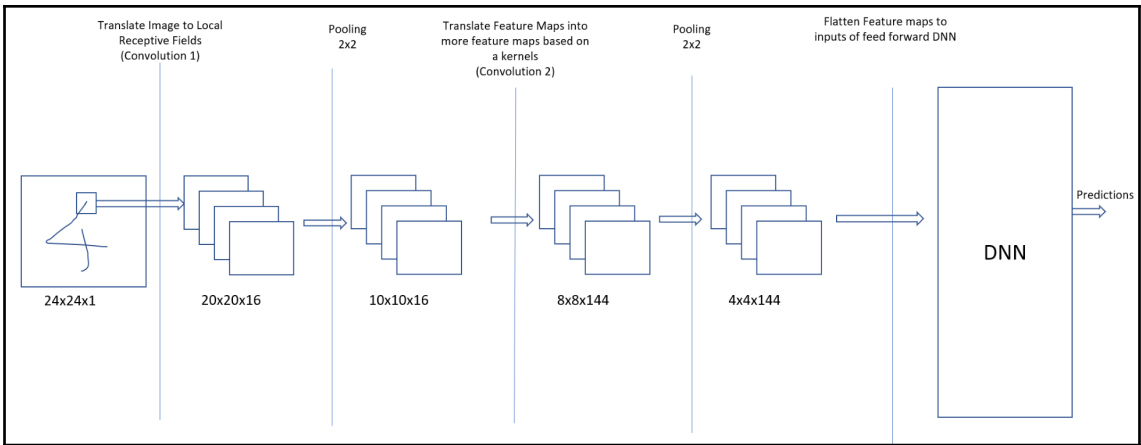 Translate Image to Local
Receptive Fields
(Convolution 1)
Pooling
2x2
Translate Feature Maps into
more feature maps based on
a kernels
(Convolution 2)
Pooling
2x2
Flatten Feature maps to
inputs of feed forward DNN
4
24x24x1
20x20x16
10x10x16
8x8x144
4x4x144
DNN
Predictions